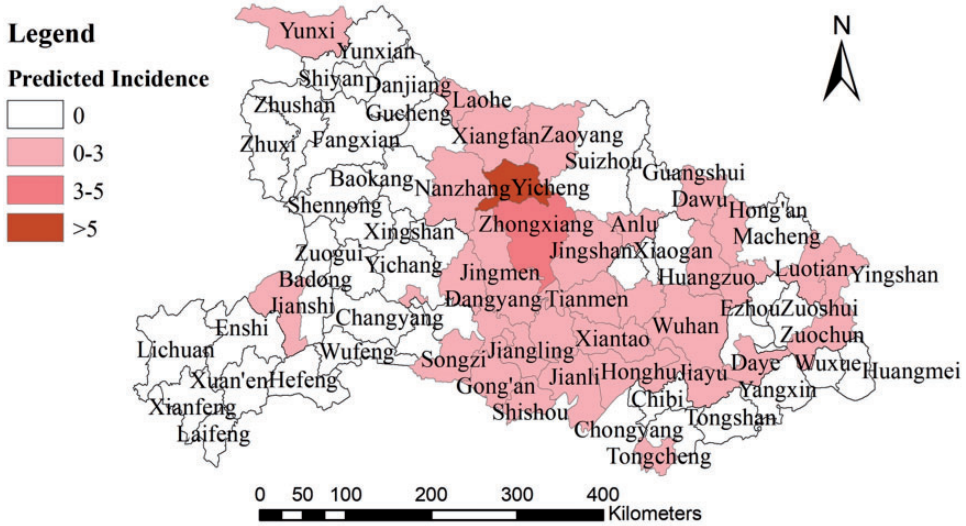 Legend
Predicted Incidence
0
0-3
3-5
>5
N
Yunxi
Yunxian
Shiyan
Danjiang
Laohe
Zhushan
Gucheng
Xiangfan
Zaoyang
Zhuxi
Fangxian
Suizhou
Guangshui
Baokang
Nanzhang
Yicheng
Dawu
Shennong
Hong'an
Xingshan
Zhongxiang
Anlu
Macheng
Zuogui
Yichang
Jingshan
Xiaogan
Badong
Jingmen
Huangzuo
Luotian
Yingshan
Jianshi
Dangyang
Tianmen
Ezhou
Zuoshui
Enshi
Changyang
Xiantao
Wuhan
Zuochun
Lichuan
Wufeng
Songzi
Jiangling
Daye
Wuxue
Huangmei
Xuan'en
Hefeng
Gong'an
Jianli
Honghu
Jiayu
Yangxin
Xianfeng
Shishou
Chibi
Tongshan
Laifeng
Chongyang
Tongcheng
0 50 100 200 300 400
Kilometers